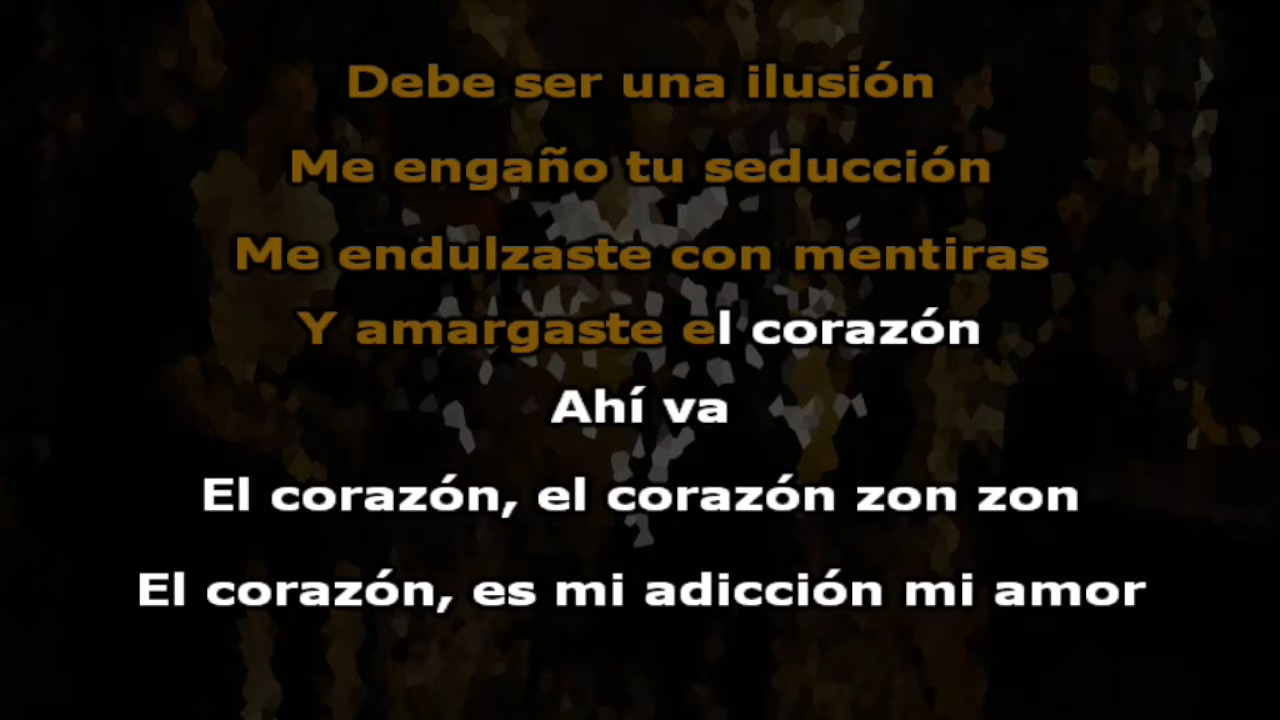 Debe ser una ilusión
Me engaño tu seducción
Me endulzaste con mentiras
Y amargaste el corazón
Ahí va
El corazón, el corazón zon zon
El corazón, es mi adicción mi amor